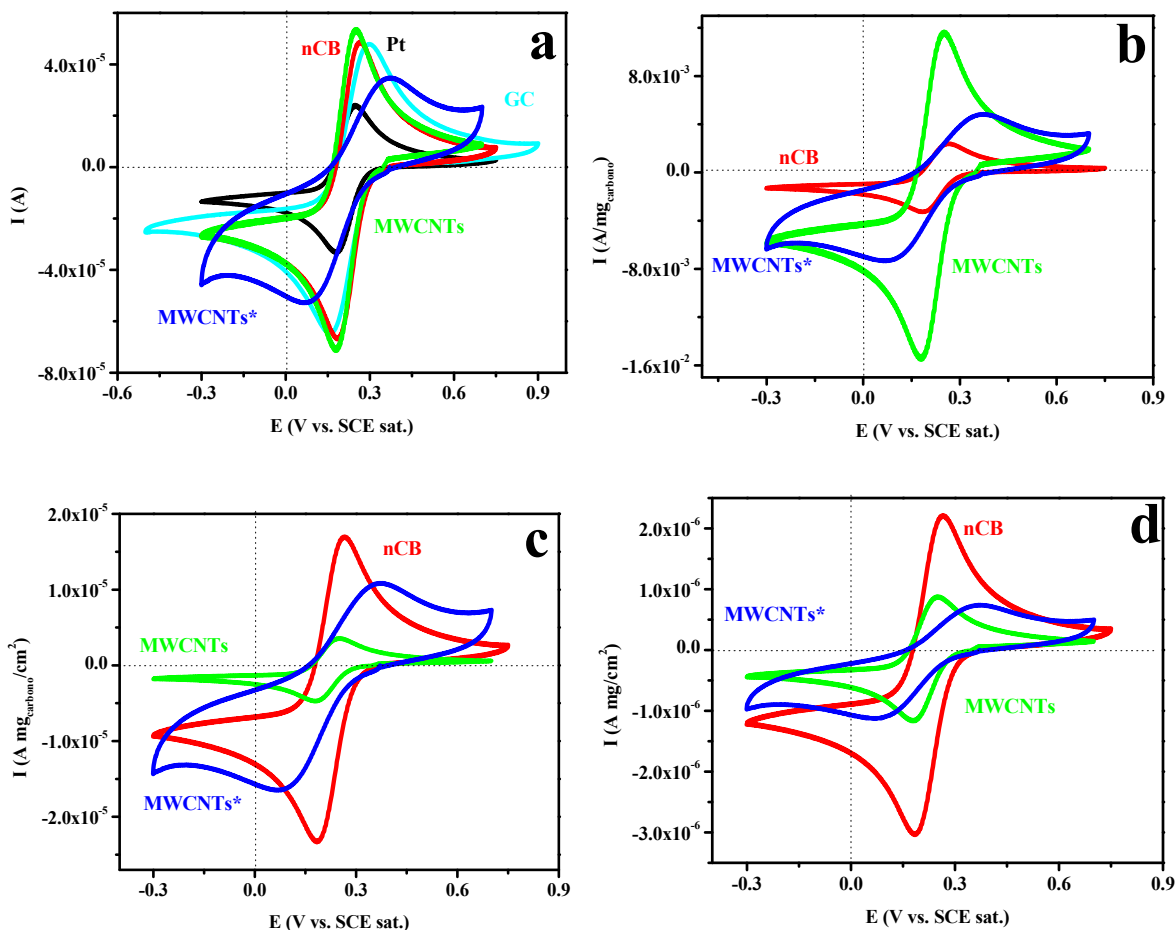 a
nCB
Pt
GC
MWCNTs
MWCNTs*
4.0x10-5
0.0
-4.0x10-5
-8.0x10-5
I (A)
-0.6 -0.3 0.0 0.3 0.6 0.9
E (V vs. SCE sat.)
b
nCB
MWCNTs*
MWCNTs
8.0x10-3
0.0
-8.0x10-3
-1.6x10-2
I (A/mgcarbono)
-0.3 0.0 0.3 0.6 0.9
E (V vs. SCE sat.)
c
nCB
MWCNTs
MWCNTs*
2.0x10-5
1.0x10-5
0.0
-1.0x10-5
-2.0x10-5
I (A mgcarbono/cm2)
-0.3 0.0 0.3 0.6 0.9
E (V vs. SCE sat.)
d
nCB
MWCNTs*
MWCNTs
2.0x10-6
1.0x10-6
0.0
-1.0x10-6
-2.0x10-6
-3.0x10-6
I (A mg/cm2)
-0.3 0.0 0.3 0.6 0.9
E (V vs. SCE sat.)